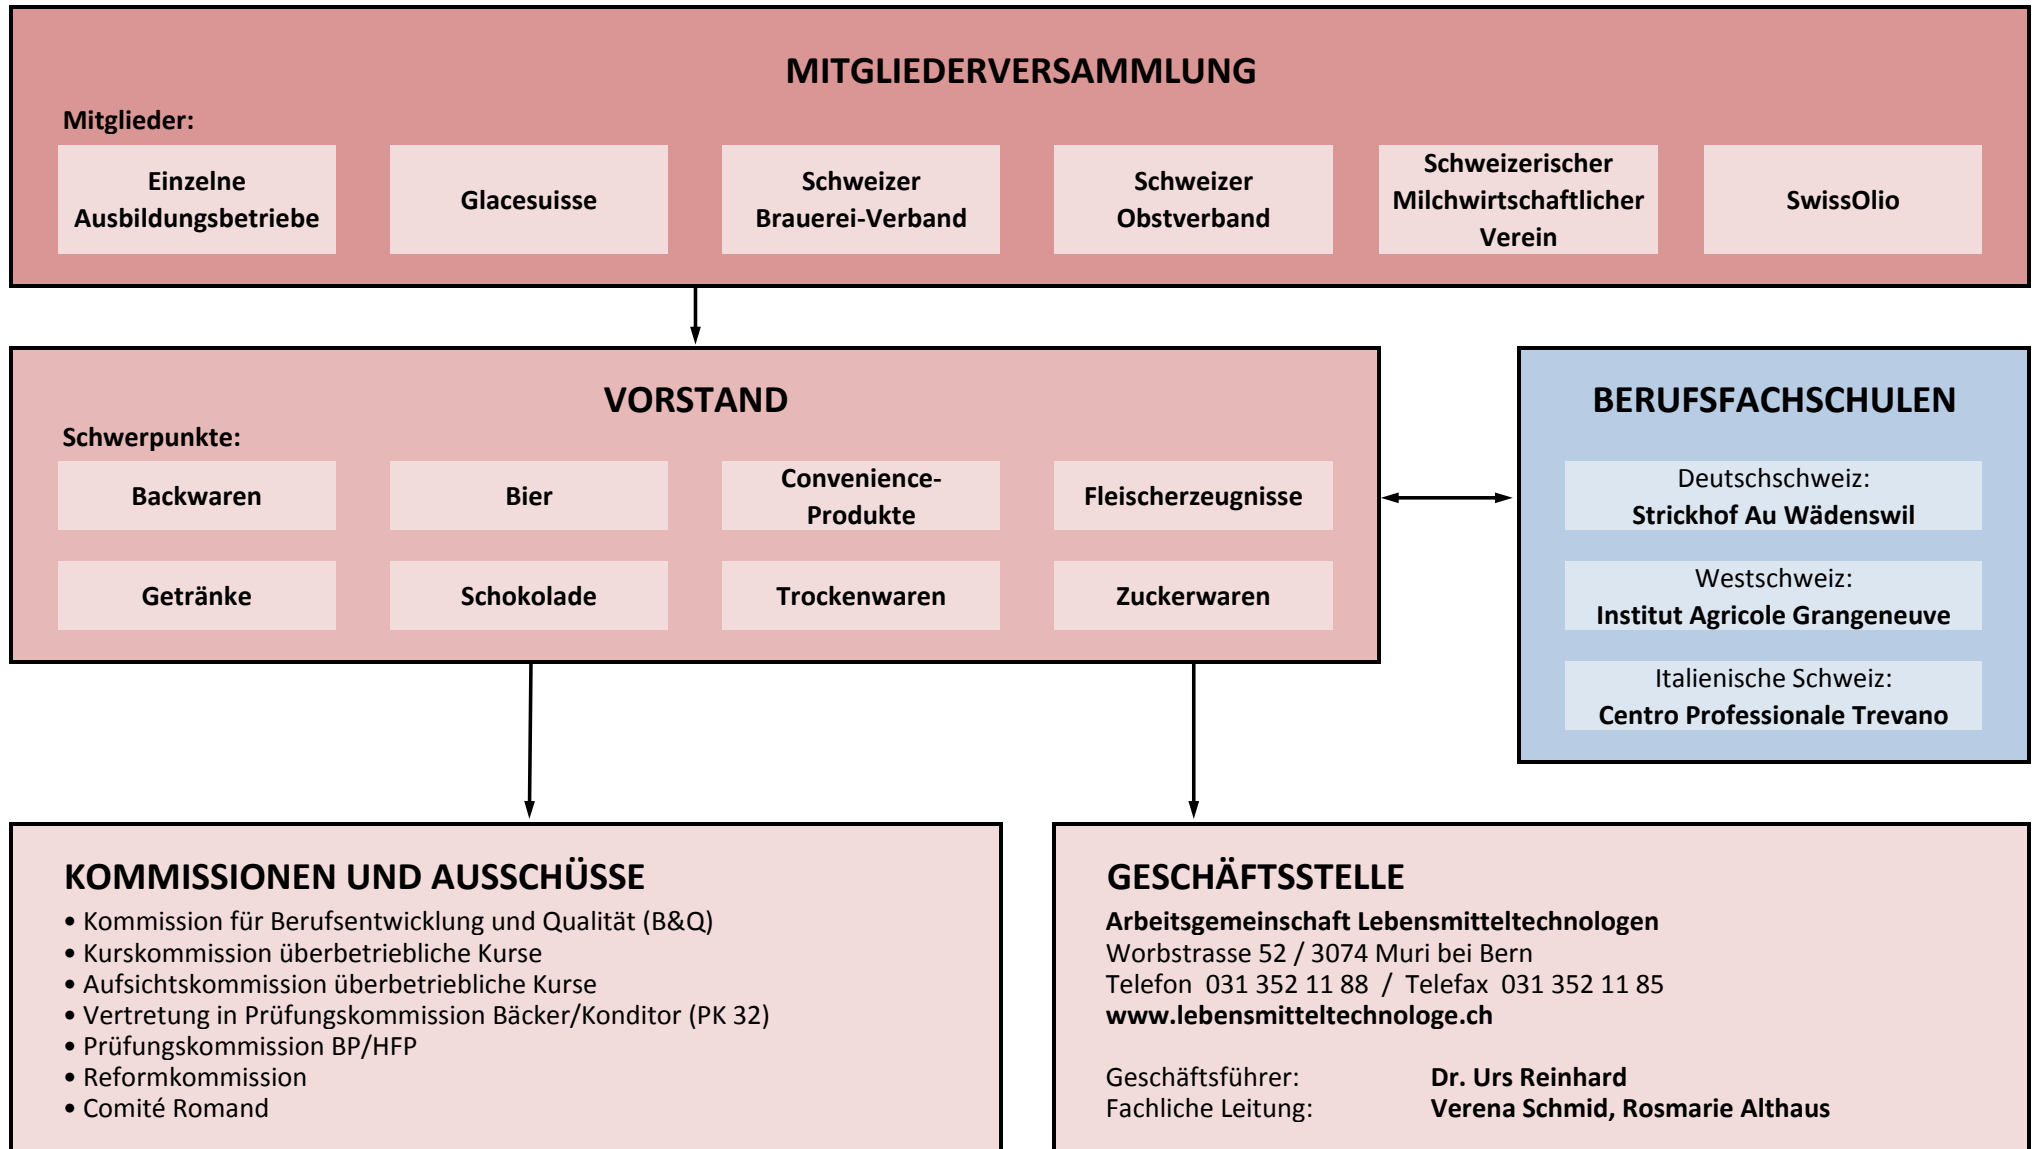 MITGLIEDERVERSAMMLUNG
Mitglieder:
Einzelne
Ausbildungsbetriebe
Glacesuisse
Schweizer
Brauerei-Verband
Schweizer
Obstverband
Schweizerischer
Milchwirtschaftlicher
Verein
SwissOlio
VORSTAND
Schwerpunkte:
Backwaren
Bier
Convenience-
Produkte
Fleischerzeugnisse
Getränke
Schokolade
Trockenwaren
Zuckerwaren
BERUFSFACHSCHULEN
Deutschschweiz:
Strickhof Au Wädenswil
Westschweiz:
Institut Agricole Grangeneuve
Italienische Schweiz:
Centro Professionale Trevano
KOMMISSIONEN UND AUSSCHÜSSE
• Kommission für Berufsentwicklung und Qualität (B&Q)
• Kurskommission überbetriebliche Kurse
• Aufsichtskommission überbetriebliche Kurse
• Vertretung in Prüfungskommission Bäcker/Konditor (PK 32)
• Prüfungskommission BP/HFP
• Reformkommission
• Comité Romand
GESCHÄFTSSTELLE
Arbeitsgemeinschaft Lebensmitteltechnologen
Worbstrasse 52 / 3074 Muri bei Bern
Telefon 031 352 11 88 / Telefax 031 352 11 85
www.lebensmitteltechnologe.ch
Geschäftsführer: Dr. Urs Reinhard
Fachliche Leitung: Verena Schmid, Rosmarie Althaus